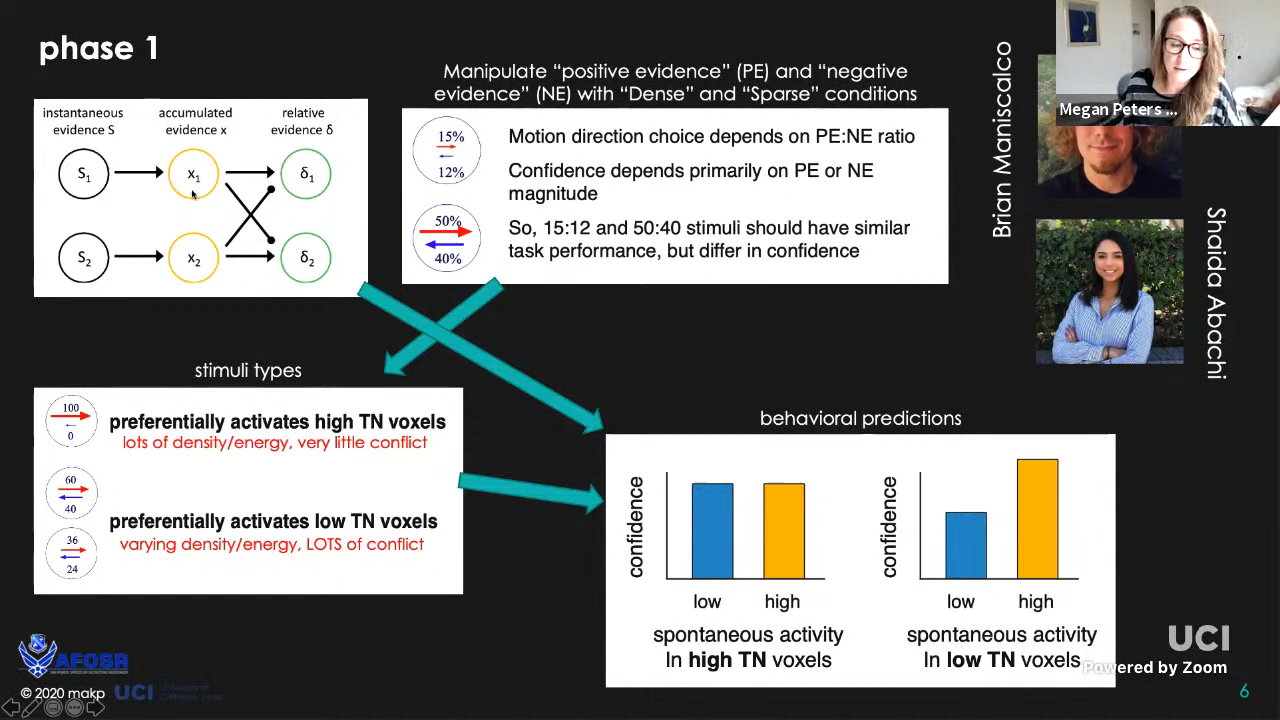 phase 1
instantaneous
evidence S
accumulated
evidence x
relative
evidence δ
S1
x1
δ1
S2
x2
δ2
Manipulate “positive evidence” (PE) and “negative
evidence” (NE) with “Dense” and “Sparse” conditions
15%
12%
50%
40%
Motion direction choice depends on PE:NE ratio
Confidence depends primarily on PE or NE
magnitude
So, 15:12 and 50:40 stimuli should have similar
task performance, but differ in confidence
Megan Peters ...
Brian Maniscalco
Shaida Abachi
stimuli types
100
0
preferentially activates high TN voxels
lots of density/energy, very little conflict
60
40
36
24
preferentially activates low TN voxels
varying density/energy, LOTS of conflict
behavioral predictions
confidence
low
high
spontaneous activity
In high TN voxels
confidence
low
high
spontaneous activity
In low TN voxels
AFOSR
© 2020 makp
UCI
UCI
Powered by Zoom
6